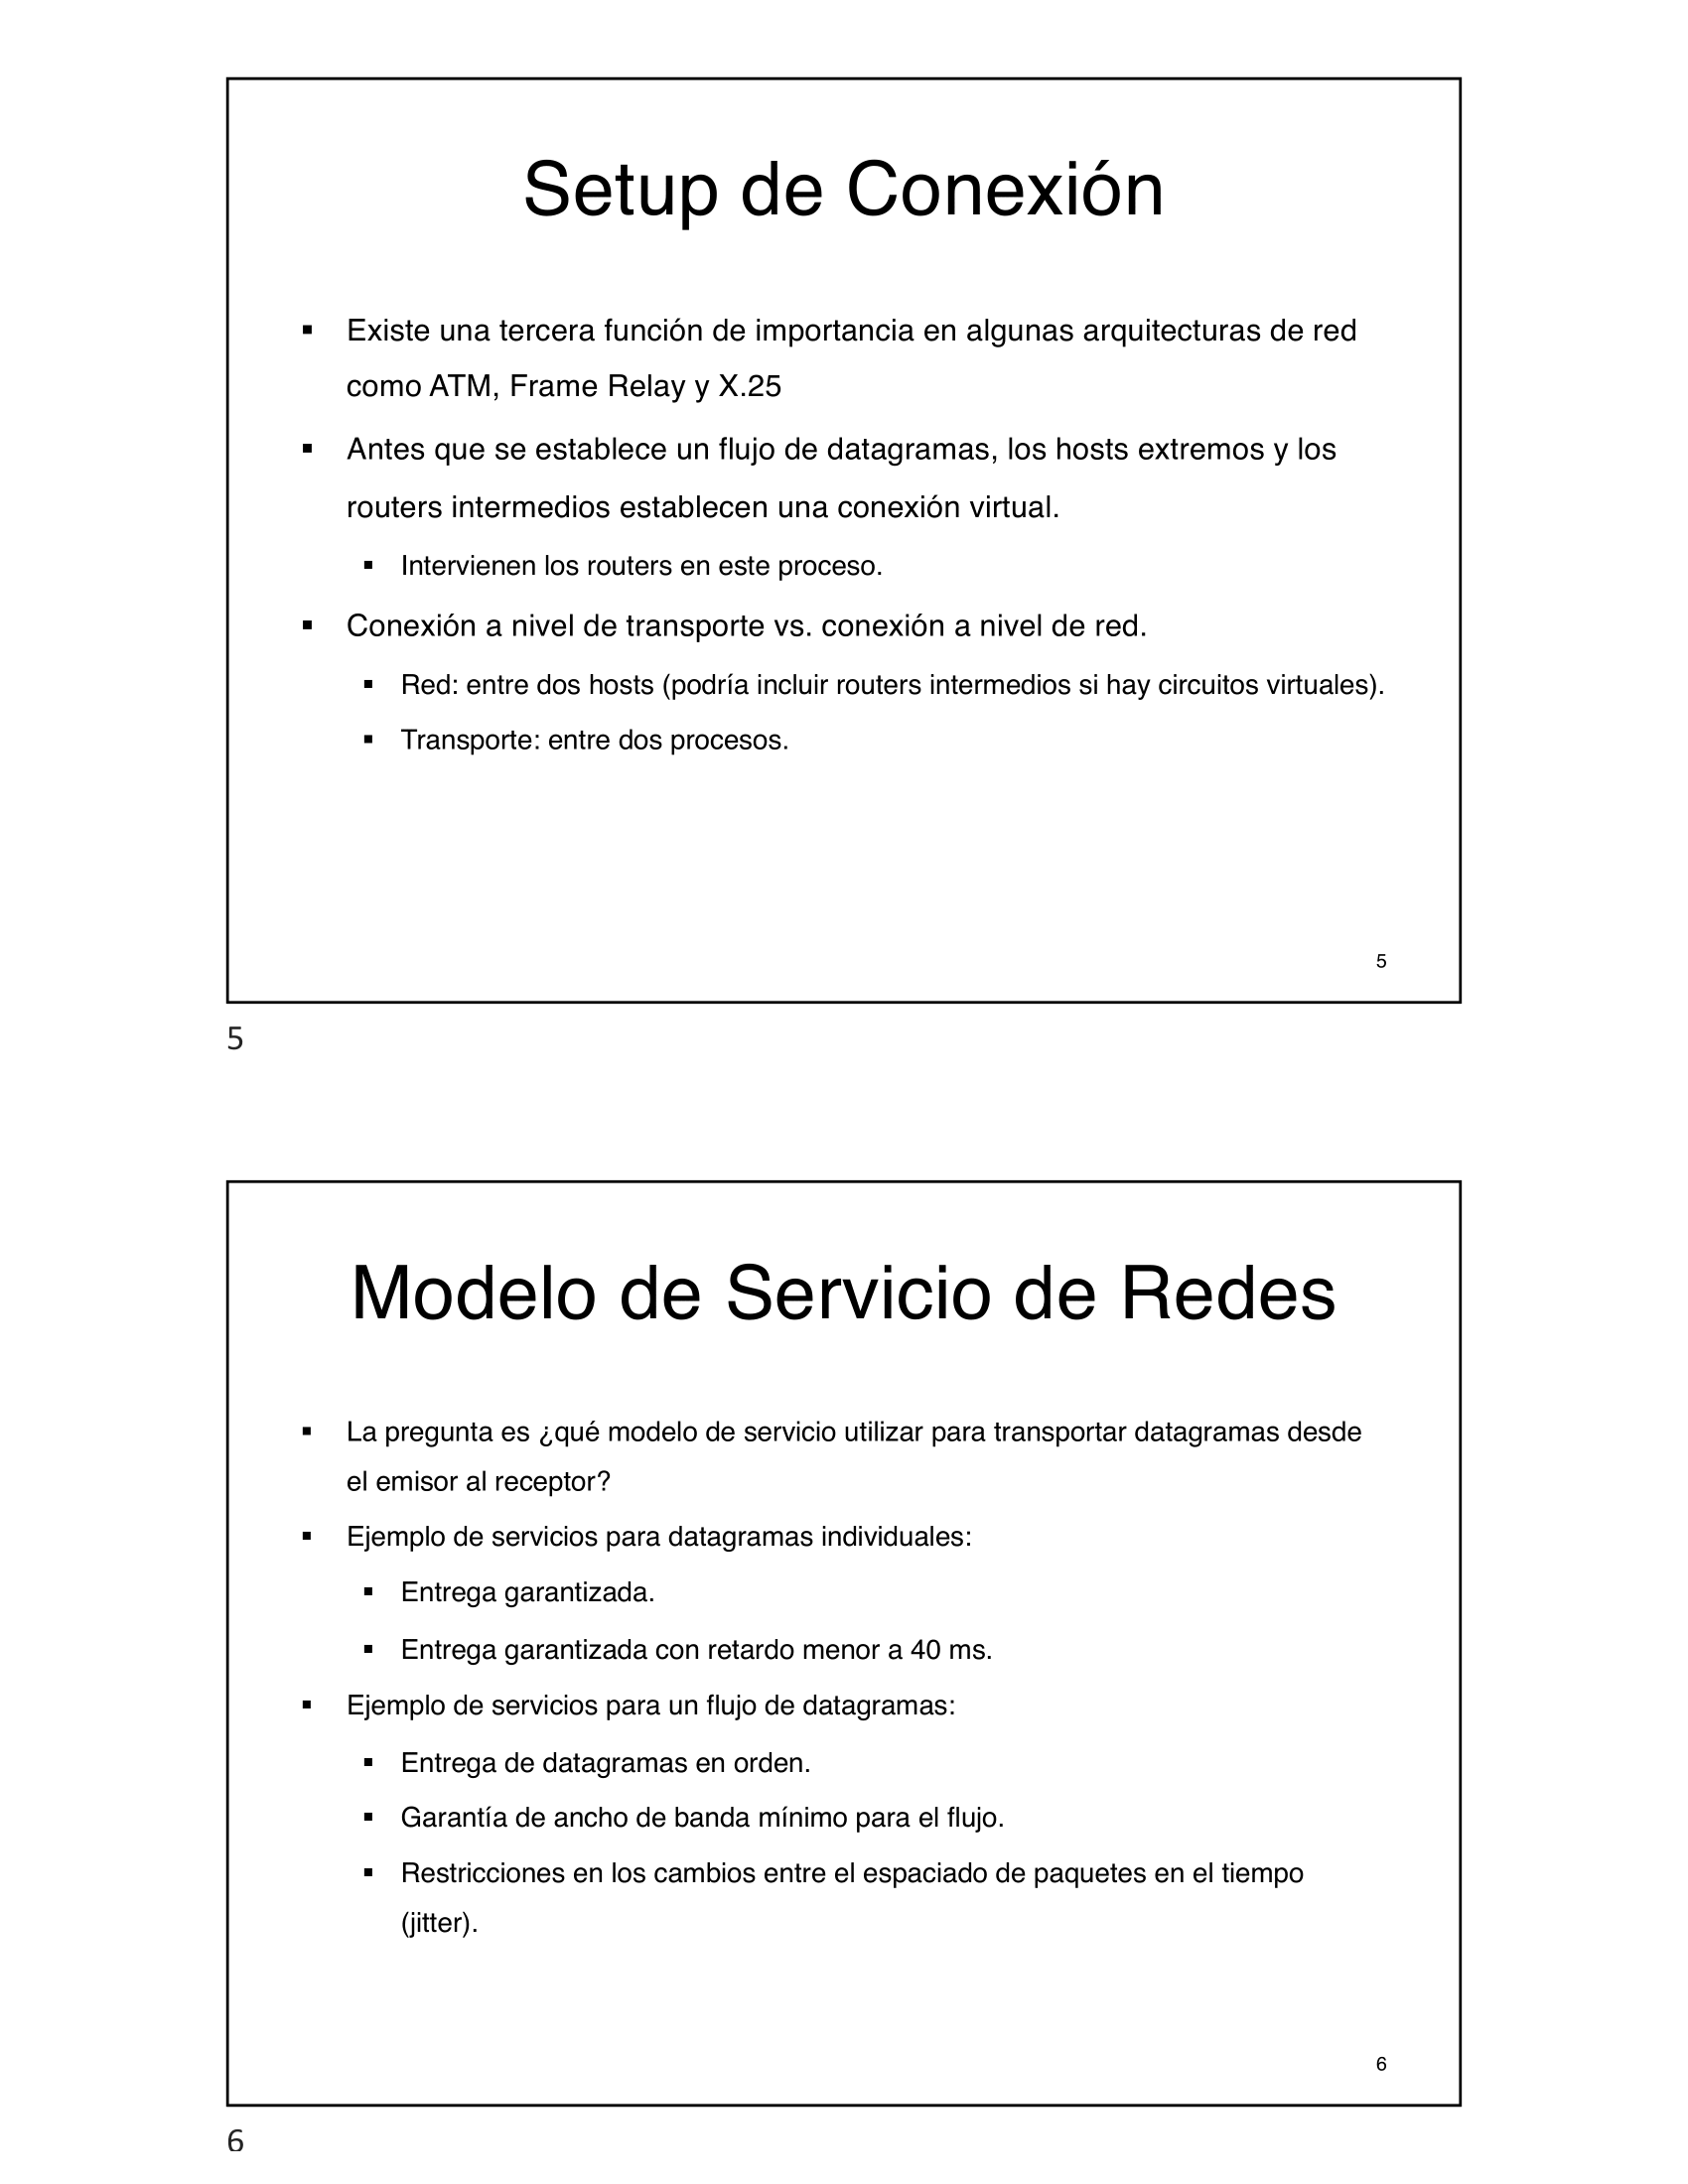 Setup de Conexión
▪ Existe una tercera función de importancia en algunas arquitecturas de red
como ATM, Frame Relay y X.25
▪ Antes que se establece un flujo de datagramas, los hosts extremos y los
routers intermedios establecen una conexión virtual.
▪ Intervienen los routers en este proceso.
▪ Conexión a nivel de transporte vs. conexión a nivel de red.
▪ Red: entre dos hosts (podría incluir routers intermedios si hay circuitos virtuales).
▪ Transporte: entre dos procesos.
5
5
Modelo de Servicio de Redes
▪ La pregunta es ¿qué modelo de servicio utilizar para transportar datagramas desde
el emisor al receptor?
▪ Ejemplo de servicios para datagramas individuales:
▪ Entrega garantizada.
▪ Entrega garantizada con retardo menor a 40 ms.
▪ Ejemplo de servicios para un flujo de datagramas:
▪ Entrega de datagramas en orden.
▪ Garantía de ancho de banda mínimo para el flujo.
▪ Restricciones en los cambios entre el espaciado de paquetes en el tiempo
(jitter).
6
6